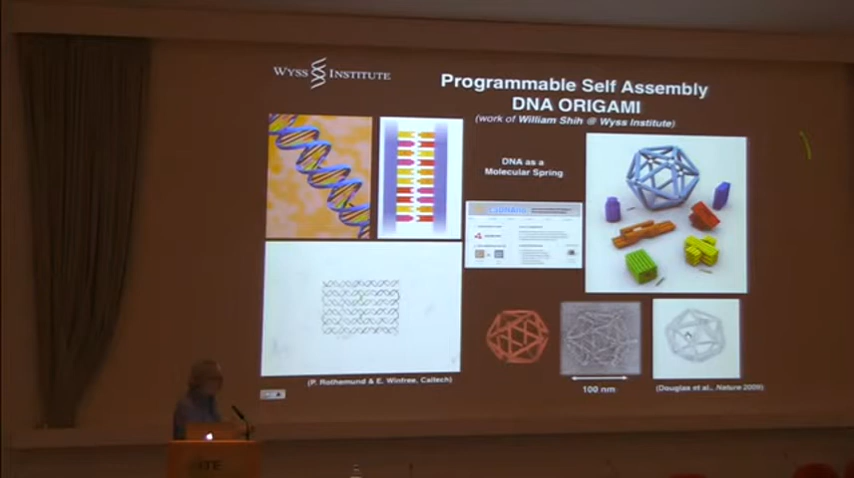 WYSS INSTITUTE
Programmable Self Assembly
DNA ORIGAMI
(work of William Shih @ Wyss Institute)
DNA as a
Molecular Spring
(P. Rothemund & E. Winfree, Caltech)
100 nm
(Douglas et al., Nature 2009)